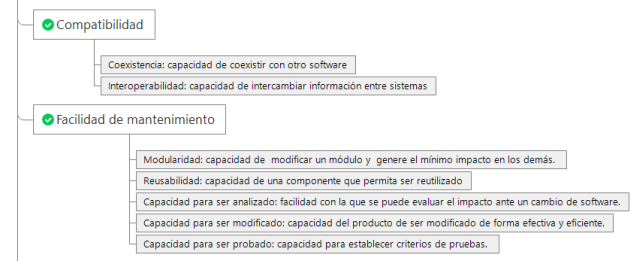 Compatibilidad
Coexistencia: capacidad de coexistir con otro software
Interoperabilidad: capacidad de intercambiar información entre sistemas
Facilidad de mantenimiento
Modularidad: capacidad de modificar un módulo y genere el mínimo impacto en los demás.
Reusabilidad: capacidad de una componente que permita ser reutilizado
Capacidad para ser analizado: facilidad con la que se puede evaluar el impacto ante un cambio de software.
Capacidad para ser modificado: capacidad del producto de ser modificado de forma efectiva y eficiente.
Capacidad para ser probado: capacidad para establecer criterios de pruebas.